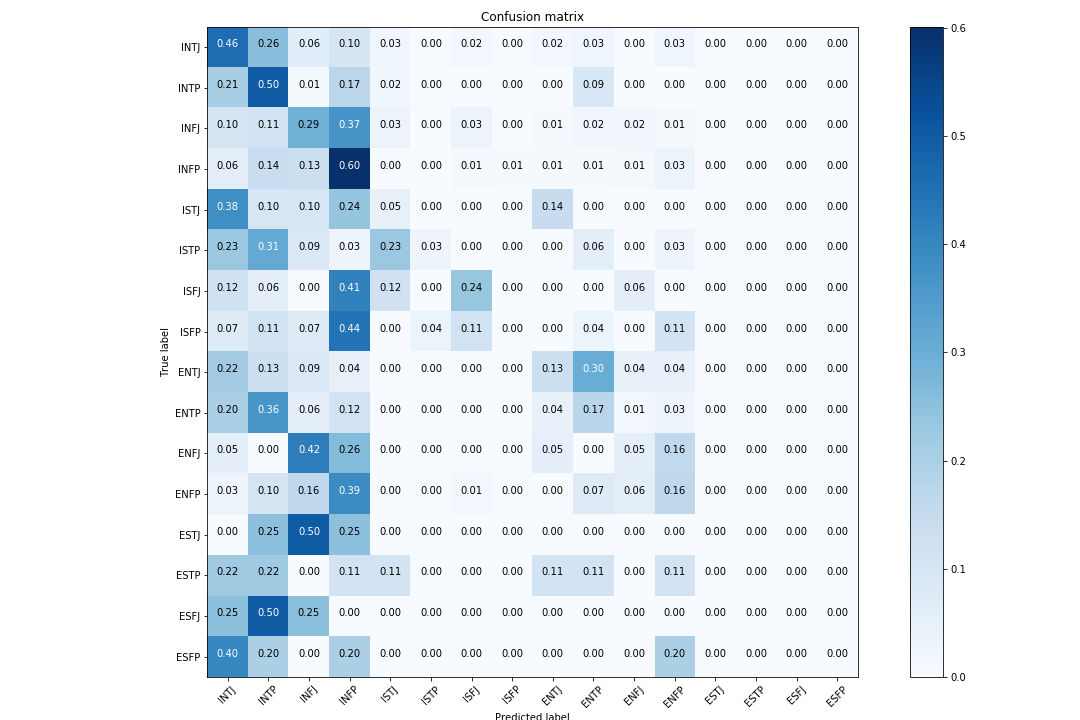 Confusion matrix
INTJ 0.46 0.26 0.06 0.10 0.03 0.00 0.02 0.00 0.02 0.03 0.00 0.03 0.00 0.00 0.00 0.00
INTP 0.21 0.50 0.01 0.17 0.02 0.00 0.00 0.00 0.00 0.09 0.00 0.00 0.00 0.00 0.00 0.00
INFJ 0.10 0.11 0.29 0.37 0.03 0.00 0.03 0.00 0.01 0.02 0.02 0.01 0.00 0.00 0.00 0.00
INFP 0.06 0.14 0.13 0.60 0.00 0.00 0.01 0.01 0.01 0.01 0.01 0.03 0.00 0.00 0.00 0.00
ISTJ 0.38 0.10 0.10 0.24 0.05 0.00 0.00 0.00 0.14 0.00 0.00 0.00 0.00 0.00 0.00 0.00
ISTP 0.23 0.31 0.09 0.03 0.23 0.03 0.00 0.00 0.00 0.06 0.00 0.03 0.00 0.00 0.00 0.00
ISFJ 0.12 0.06 0.00 0.41 0.12 0.00 0.24 0.00 0.00 0.00 0.06 0.00 0.00 0.00 0.00 0.00
ISFP 0.07 0.11 0.07 0.44 0.00 0.04 0.11 0.00 0.00 0.04 0.00 0.11 0.00 0.00 0.00 0.00
ENTJ 0.22 0.13 0.09 0.04 0.00 0.00 0.00 0.00 0.13 0.30 0.04 0.04 0.00 0.00 0.00 0.00
ENTP 0.20 0.36 0.06 0.12 0.00 0.00 0.00 0.00 0.04 0.17 0.01 0.03 0.00 0.00 0.00 0.00
ENFJ 0.05 0.00 0.42 0.26 0.00 0.00 0.00 0.00 0.05 0.00 0.05 0.16 0.00 0.00 0.00 0.00
ENFP 0.03 0.10 0.16 0.39 0.00 0.00 0.01 0.00 0.00 0.07 0.06 0.16 0.00 0.00 0.00 0.00
ESTJ 0.00 0.25 0.50 0.25 0.00 0.00 0.00 0.00 0.00 0.00 0.00 0.00 0.00 0.00 0.00 0.00
ESTP 0.22 0.22 0.00 0.11 0.11 0.00 0.00 0.00 0.11 0.11 0.00 0.11 0.00 0.00 0.00 0.00
ESFJ 0.25 0.50 0.25 0.00 0.00 0.00 0.00 0.00 0.00 0.00 0.00 0.00 0.00 0.00 0.00 0.00
ESFP 0.40 0.20 0.00 0.20 0.00 0.00 0.00 0.00 0.00 0.00 0.00 0.20 0.00 0.00 0.00 0.00
True label
INTJ INTP INFJ INFP ISTJ ISTP ISFJ ISFP ENTJ ENTP ENFJ ENFP ESTJ ESTP ESFJ ESFP
Predicted label
0.6
0.5
0.4
0.3
0.2
0.1
0.0